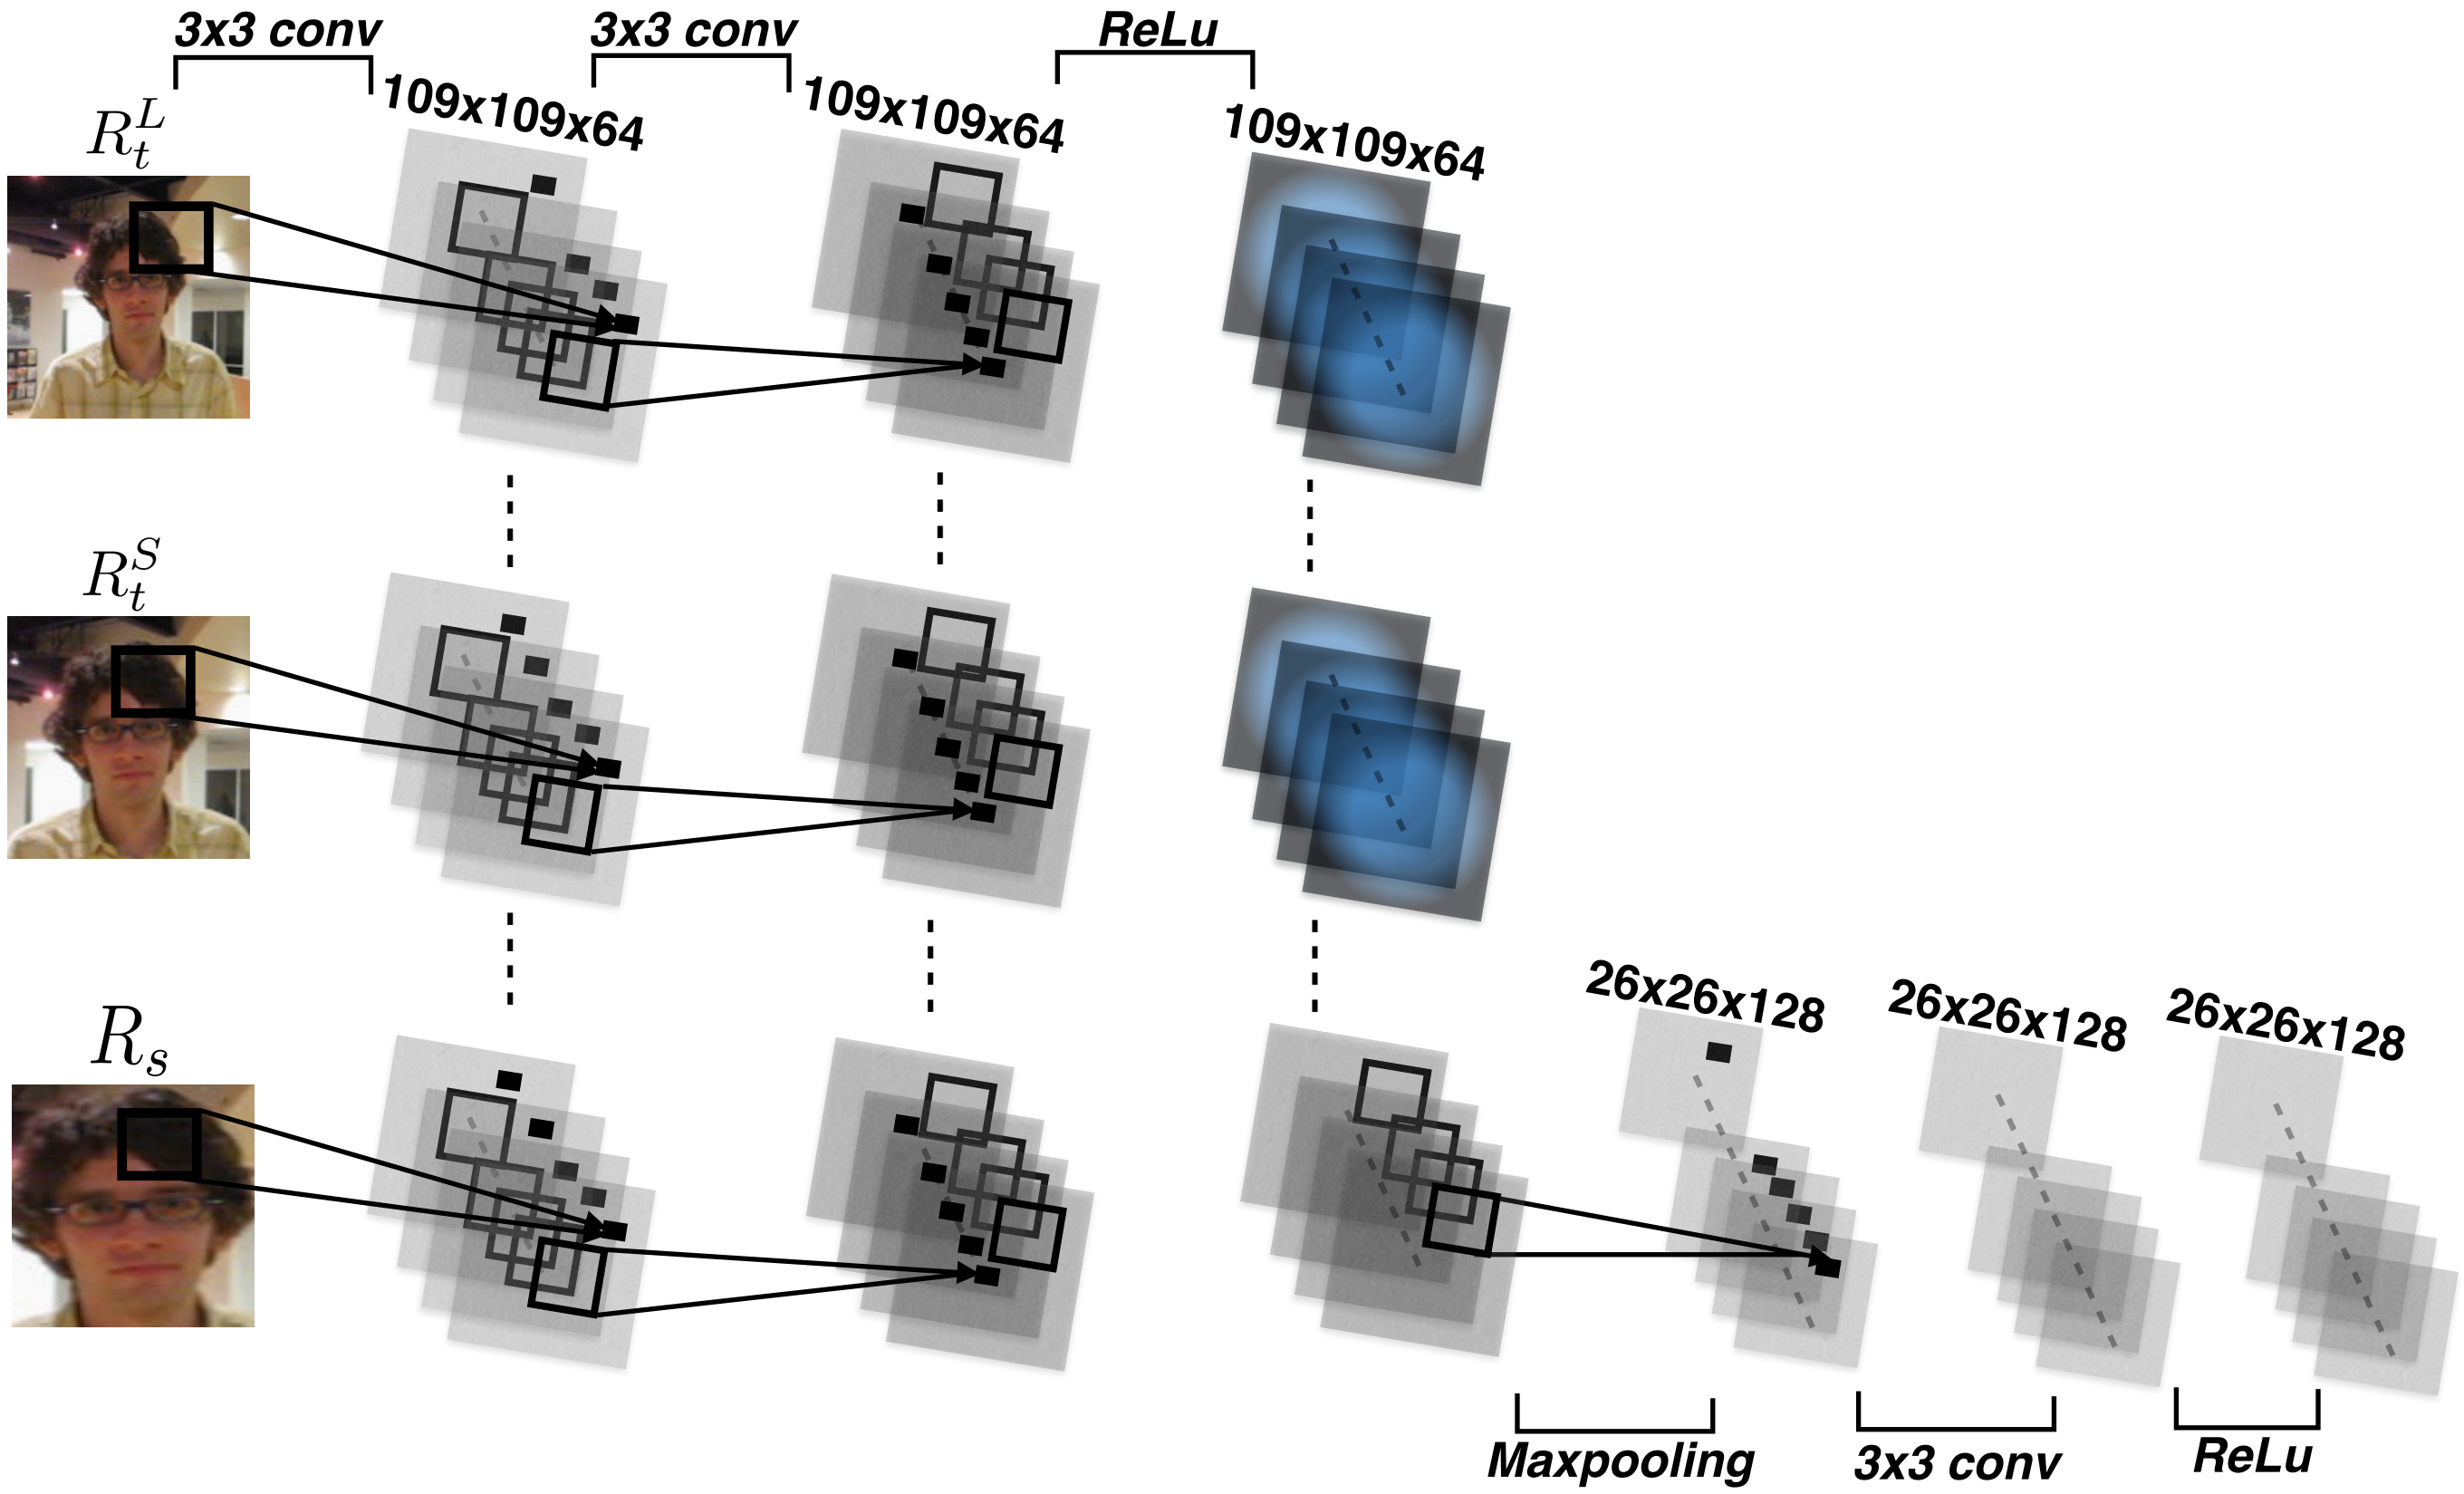 3x3 conv
3x3 conv
ReLu
109x109x64
109x109x64
109x109x64
R_t^L
R_t^S
R_s
26x26x128
26x26x128
26x26x128
Maxpooling
3x3 conv
ReLu